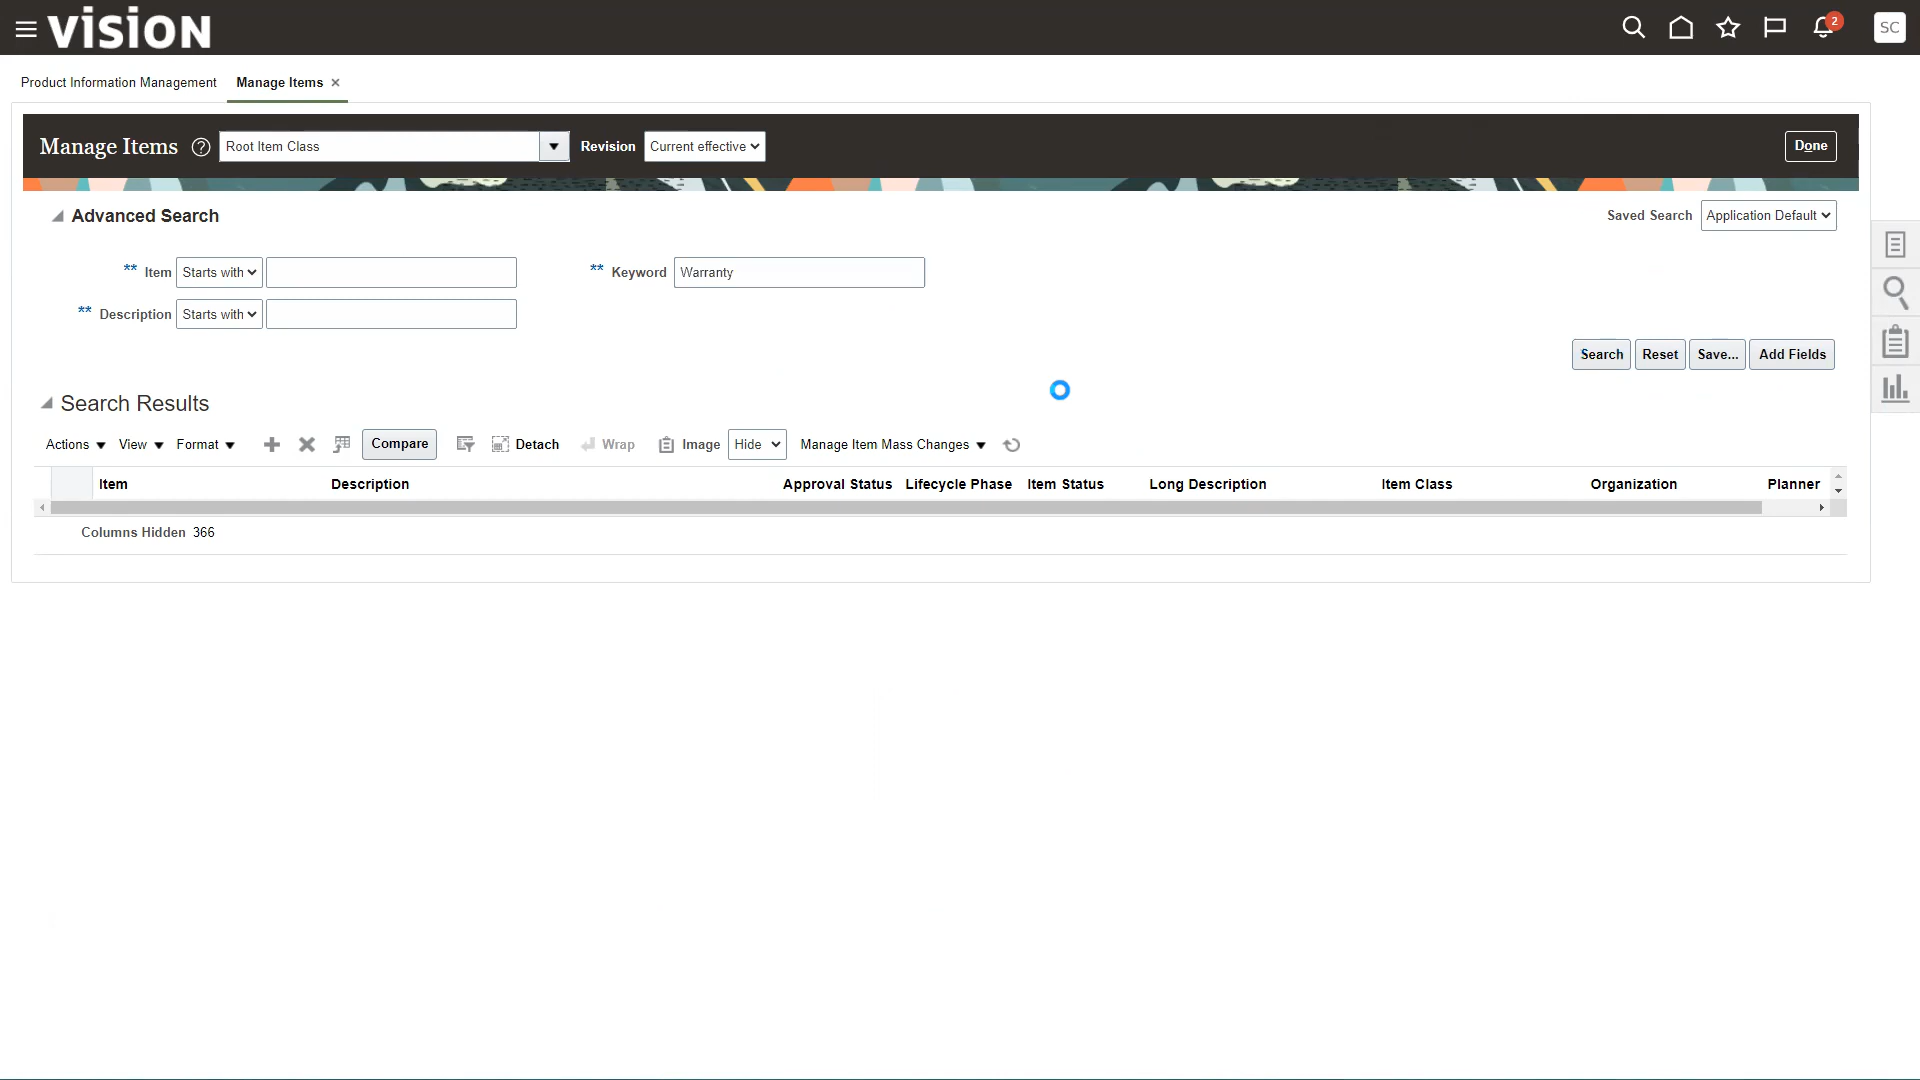 VISION
2
SC
Product Information Management Manage Items ×
Manage Items ? Root Item Class Revision Current effective Done
Advanced Search Saved Search Application Default
** Item Starts with ** Keyword Warranty
** Description Starts with
Search Reset Save... Add Fields
Search Results
Actions View Format Compare Detach Wrap Image Hide Manage Item Mass Changes
Item Description Approval Status Lifecycle Phase Item Status Long Description Item Class Organization Planner
Columns Hidden 366